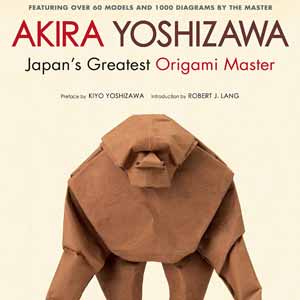 FEATURING OVER 60 MODELS AND 1000 DIAGRAMS BY THE MASTER
AKIRA YOSHIZAWA
Japan's Greatest Origami Master
Preface by KIYO YOSHIZAWA Introduction by ROBERT J. LANG